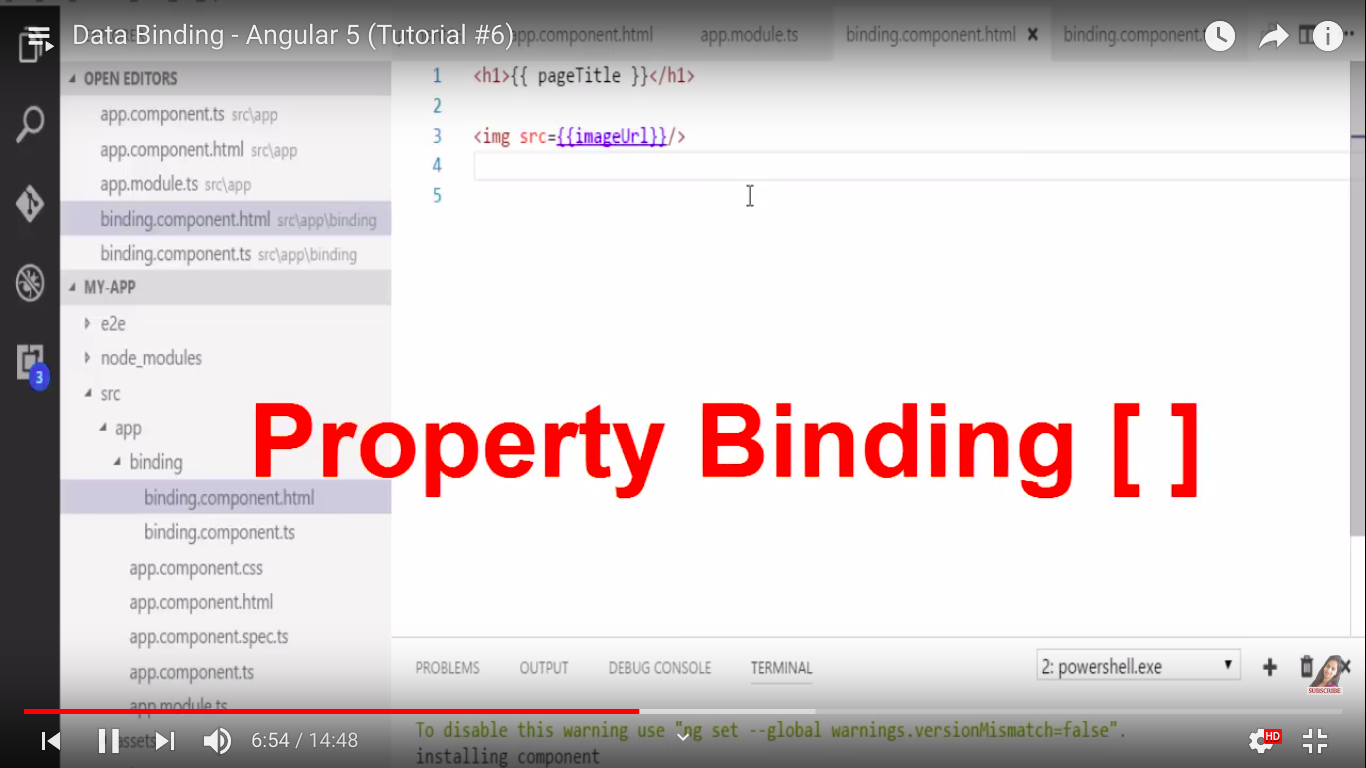 Data Binding - Angular 5 (Tutorial #6)
app.component.html
app.module.ts
binding.component.html
binding.component.
OPEN EDITORS
app.component.ts src\app
app.component.html src\app
app.module.ts src\app
binding.component.html src\app\binding
binding.component.ts src\app\binding
MY-APP
e2e
node_modules
src
app
binding
binding.component.html
binding.component.ts
app.component.css
app.component.html
app.component.spec.ts
app.component.ts
app.module.ts
assets
3
1 <h1>{{ pageTitle }}</h1>
2
3 <img src={{imageUrl}}/>
4
5
Property Binding [ ]
PROBLEMS OUTPUT DEBUG CONSOLE TERMINAL
2: powershell.exe
SUBSCRIBE
To disable this warning use "ng set --global warnings.versionMismatch=false".
installing component
6:54 / 14:48
HD